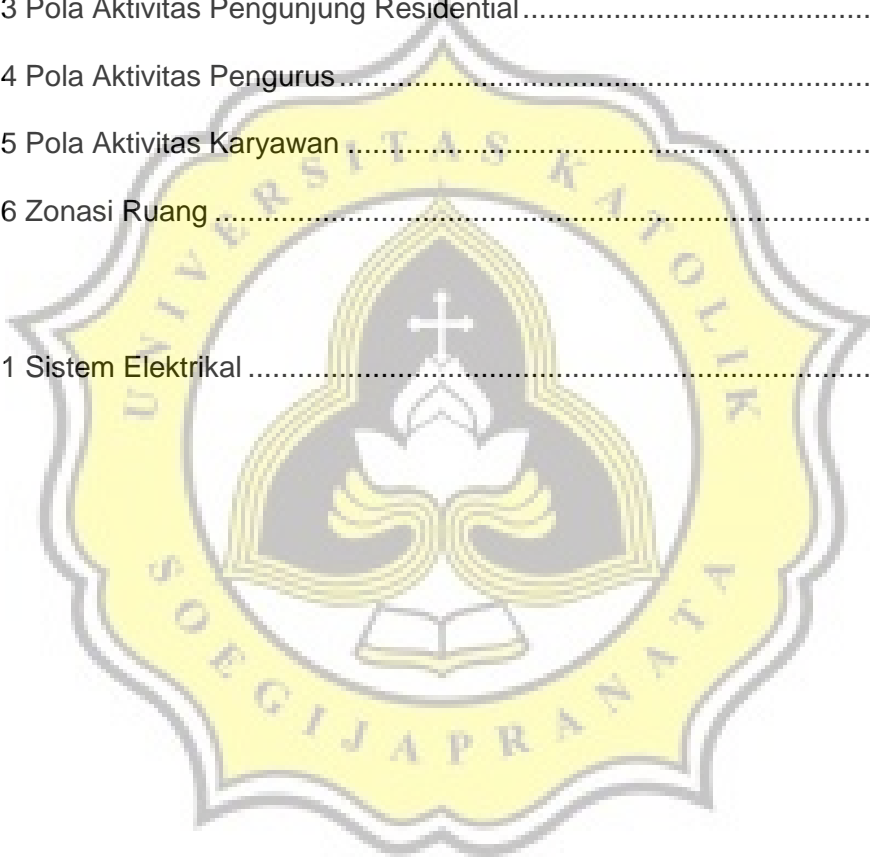 3 Pola Aktivitas Pengunjung Residential
4 Pola Aktivitas Pengurus
5 Pola Aktivitas Karyawan
6 Zonasi Ruang
1 Sistem Elektrikal
UNIVERSITAS KATOLIK
SOEGIJAPRANATA